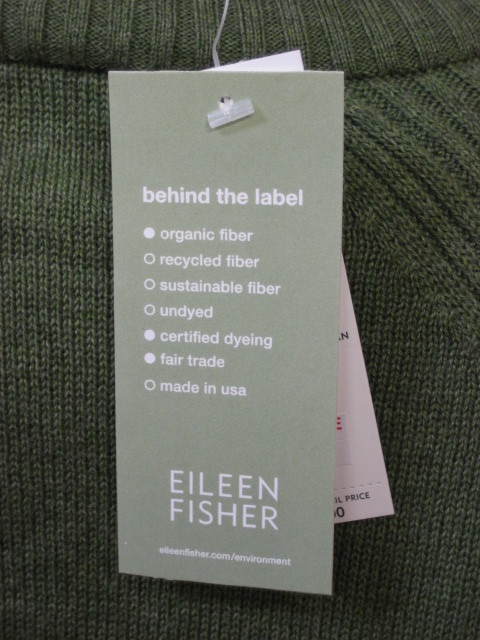 behind the label
organic fiber
recycled fiber
sustainable fiber
undyed
certified dyeing
fair trade
made in usa
EILEEN
FISHER
eileenfisher.com/environment
PRICE